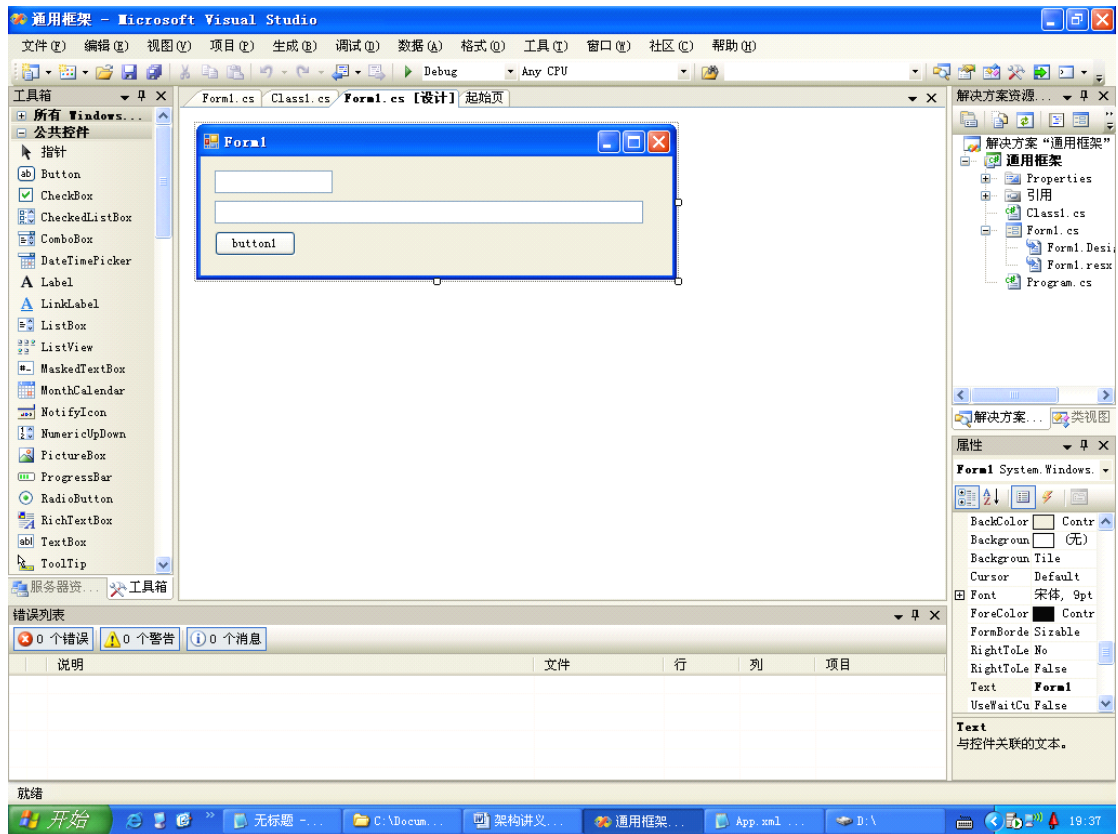 通用框架 - Microsoft Visual Studio
文件(F) 编辑(E) 视图(V) 项目(P) 生成(B) 调试(D) 数据(A) 格式(O) 工具(T) 窗口(W) 社区(C) 帮助(H)
Debug Any CPU
工具箱
所有 Windows...
公共控件
指针
Button
CheckBox
CheckedListBox
ComboBox
DateTimePicker
Label
LinkLabel
ListBox
ListView
MaskedTextBox
MonthCalendar
NotifyIcon
NumericUpDown
PictureBox
ProgressBar
RadioButton
RichTextBox
TextBox
ToolTip
服务器资... 工具箱
Form1.cs Class1.cs Form1.cs [设计] 起始页
Form1
button1
解决方案资源...
解决方案“通用框架”
通用框架
Properties
引用
Class1.cs
Form1.cs
Form1.Desi
Form1.resx
Program.cs
解决方案... 类视图
属性
Form1 System.Windows.
BackColor Contr
Backgroun (无)
Backgroun Tile
Cursor Default
Font 宋体, 9pt
ForeColor Contr
FormBorde Sizable
RightToLe No
RightToLe False
Text Form1
UseWaitCu False
Text
与控件关联的文本。
错误列表
0 个错误 0 个警告 0 个消息
说明 文件 行 列 项目
就绪
开始 无标题 -... C:\Docum... 架构讲义... 通用框架... App.xml ... D:\ 19:37